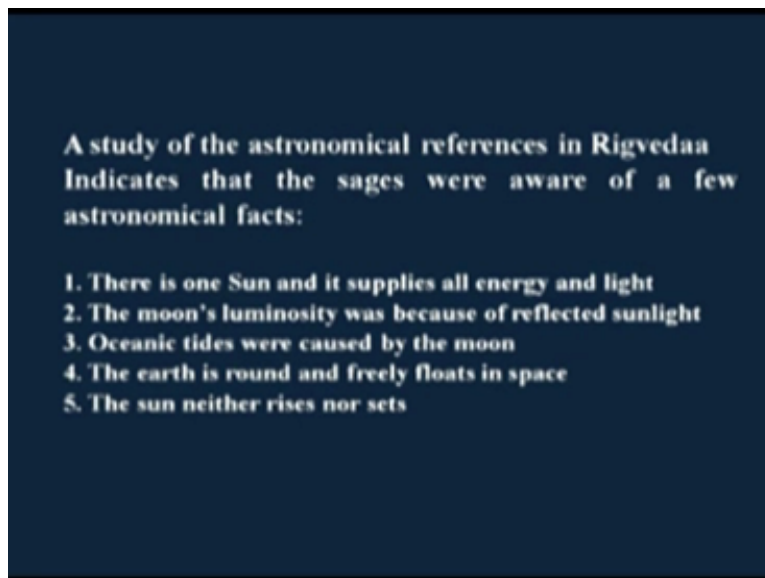 A study of the astronomical references in Rigvedaa
Indicates that the sages were aware of a few
astronomical facts:
1. There is one Sun and it supplies all energy and light
2. The moon's luminosity was because of reflected sunlight
3. Oceanic tides were caused by the moon
4. The earth is round and freely floats in space
5. The sun neither rises nor sets